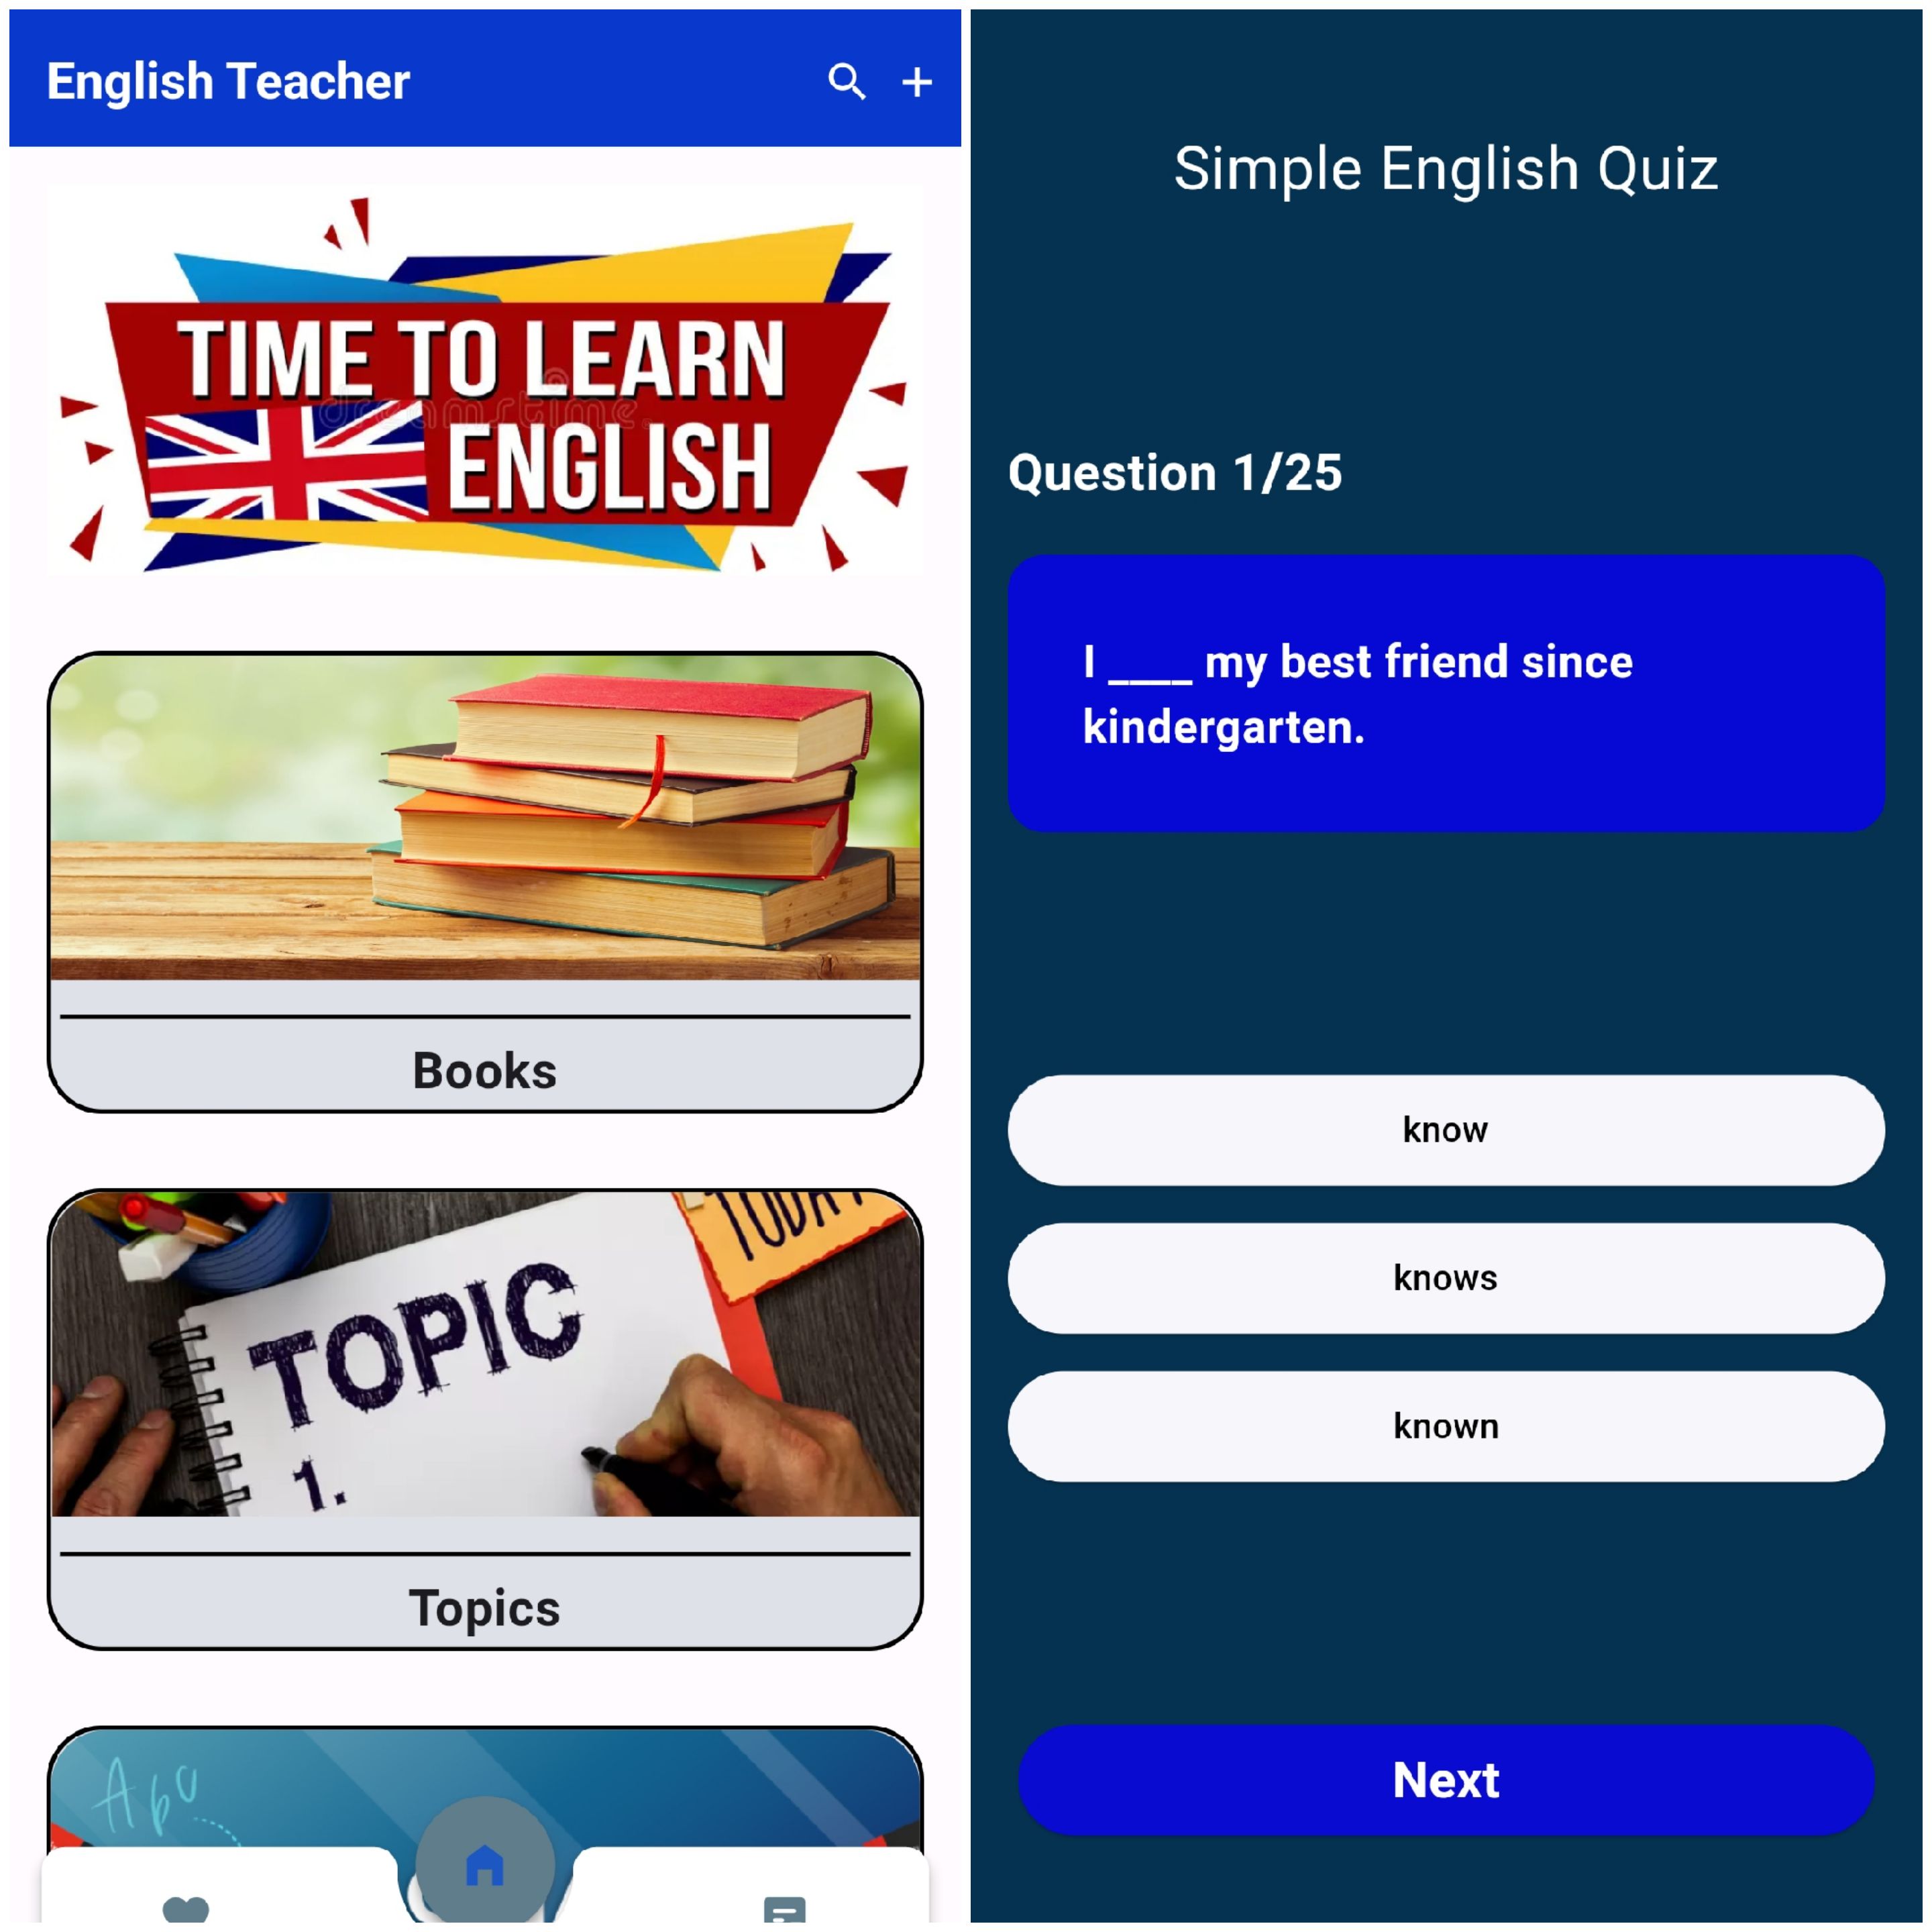 English Teacher
TIME TO LEARN
dreamstime.
ENGLISH
Books
TODAY
TOPIC
1.
Topics
Abc
Simple English Quiz
Question 1/25
I ____ my best friend since
kindergarten.
know
knows
known
Next